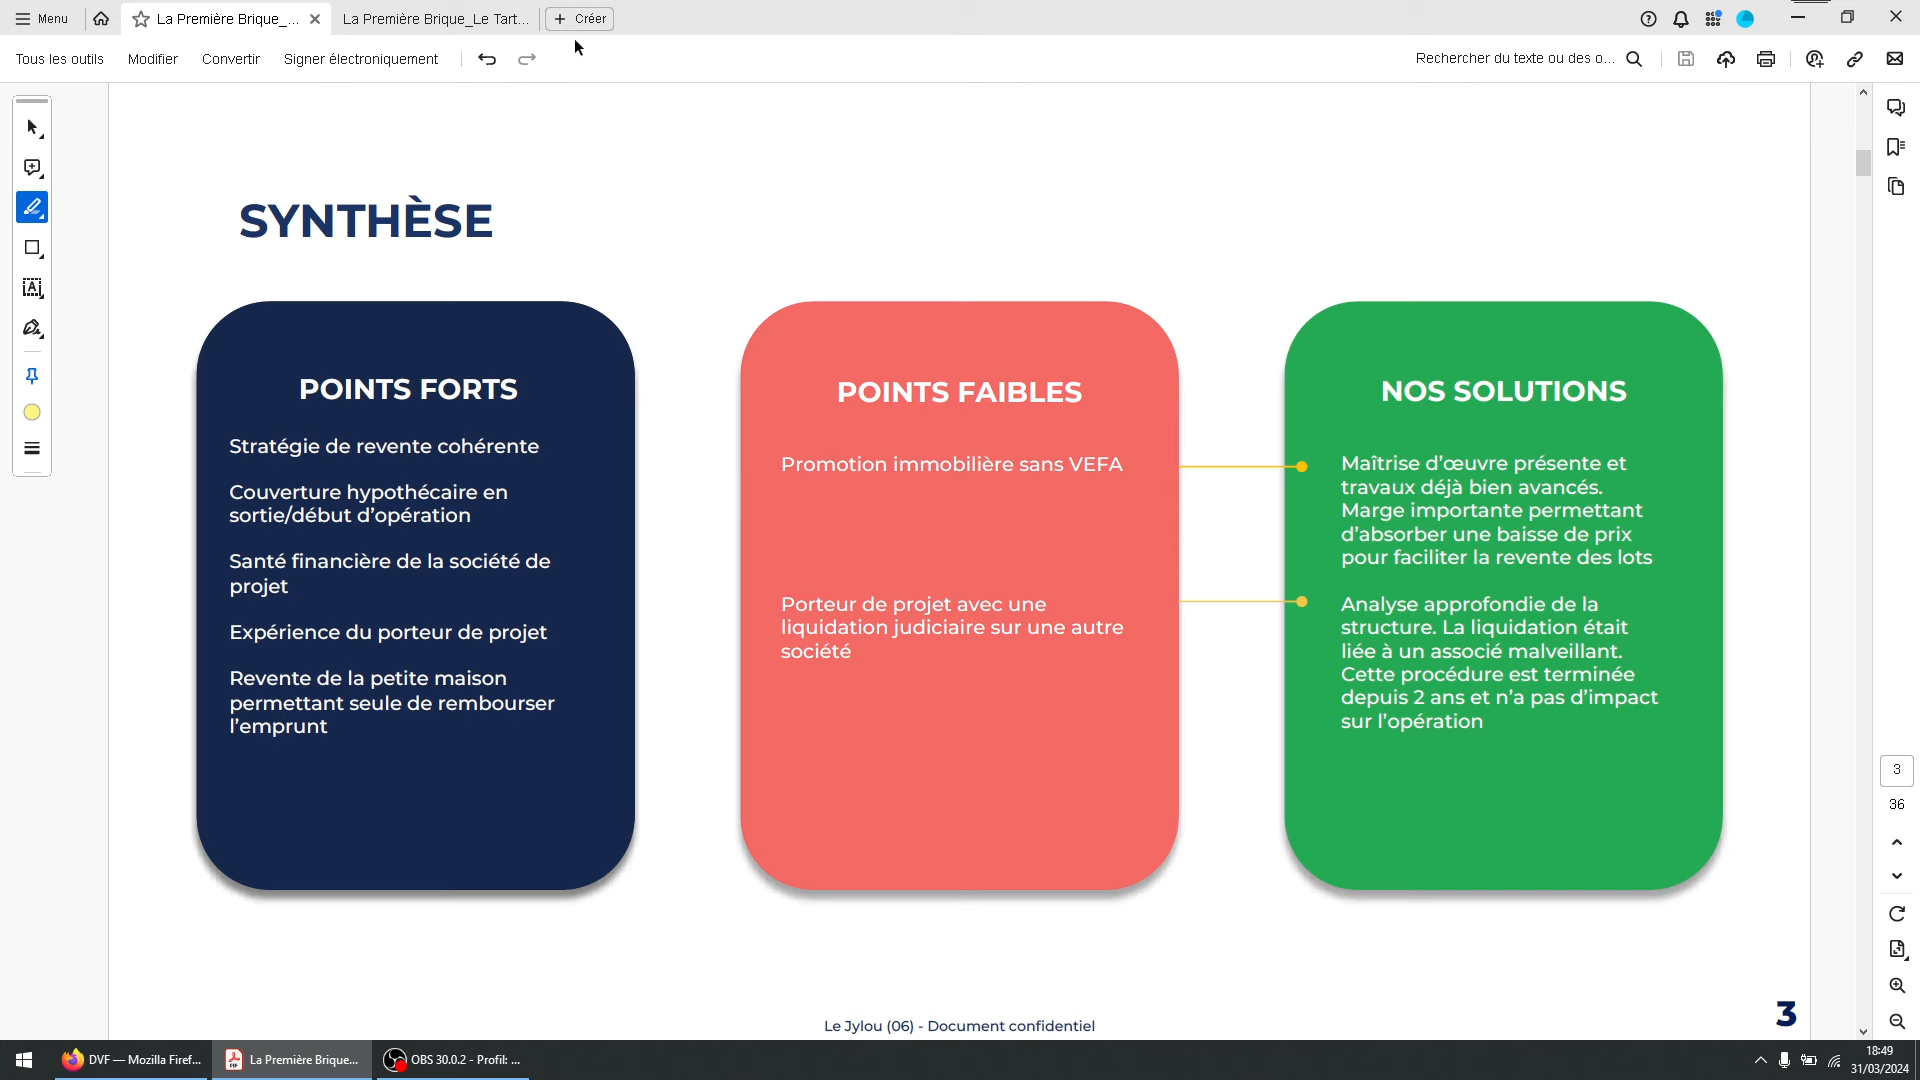 Menu
La Première Brique_...
La Première Brique_Le Tart...
Créer
Tous les outils
Modifier
Convertir
Signer électroniquement
Rechercher du texte ou des o...
SYNTHÈSE
POINTS FORTS
Stratégie de revente cohérente
Couverture hypothécaire en
sortie/début d'opération
Santé financière de la société de
projet
Expérience du porteur de projet
Revente de la petite maison
permettant seule de rembourser
l'emprunt
POINTS FAIBLES
Promotion immobilière sans VEFA
Porteur de projet avec une
liquidation judiciaire sur une autre
société
NOS SOLUTIONS
Maîtrise d'œuvre présente et
travaux déjà bien avancés.
Marge importante permettant
d'absorber une baisse de prix
pour faciliter la revente des lots
Analyse approfondie de la
structure. La liquidation était
liée à un associé malveillant.
Cette procédure est terminée
depuis 2 ans et n'a pas d'impact
sur l'opération
3
36
3
Le Jylou (06) - Document confidentiel
DVF — Mozilla Firef...
La Première Brique...
OBS 30.0.2 - Profil: ...
18:49
31/03/2024